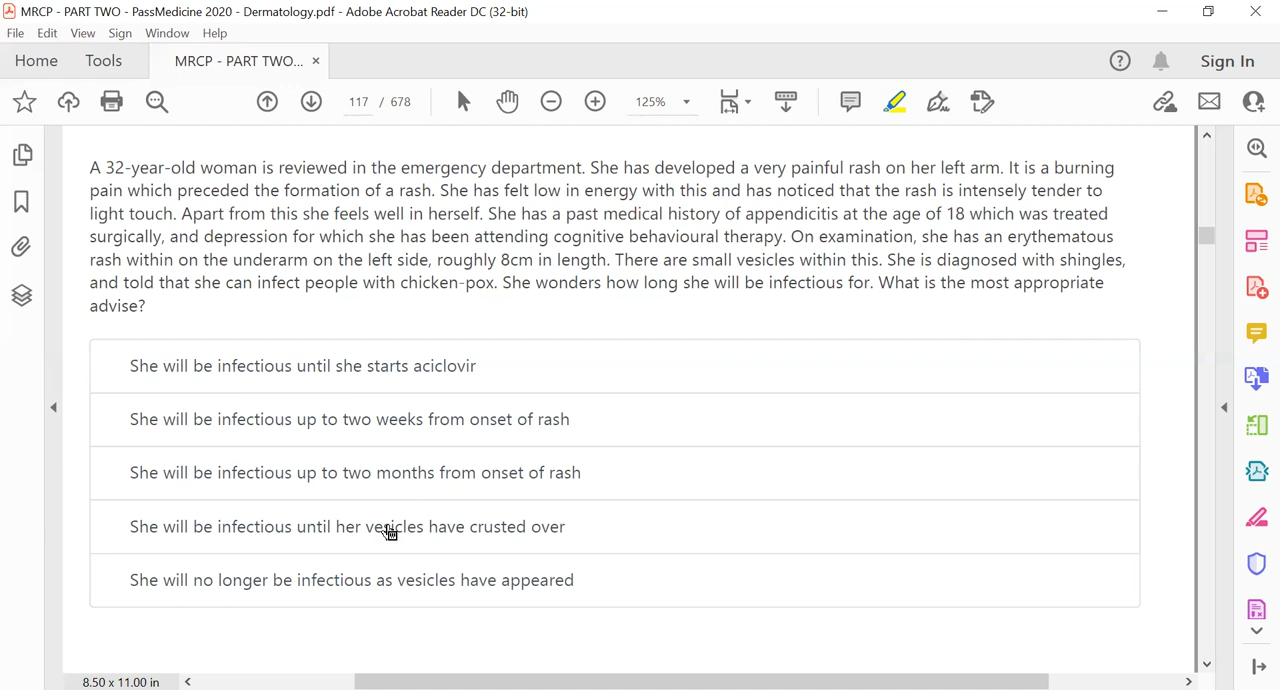 MRCP - PART TWO - PassMedicine 2020 - Dermatology.pdf - Adobe Acrobat Reader DC (32-bit)
File Edit View Sign Window Help
Home Tools MRCP - PART TWO... × Sign In
117 / 678 125%
A 32-year-old woman is reviewed in the emergency department. She has developed a very painful rash on her left arm. It is a burning
pain which preceded the formation of a rash. She has felt low in energy with this and has noticed that the rash is intensely tender to
light touch. Apart from this she feels well in herself. She has a past medical history of appendicitis at the age of 18 which was treated
surgically, and depression for which she has been attending cognitive behavioural therapy. On examination, she has an erythematous
rash within on the underarm on the left side, roughly 8cm in length. There are small vesicles within this. She is diagnosed with shingles,
and told that she can infect people with chicken-pox. She wonders how long she will be infectious for. What is the most appropriate
advise?
She will be infectious until she starts aciclovir
She will be infectious up to two weeks from onset of rash
She will be infectious up to two months from onset of rash
She will be infectious until her vesicles have crusted over
She will no longer be infectious as vesicles have appeared
8.50 x 11.00 in